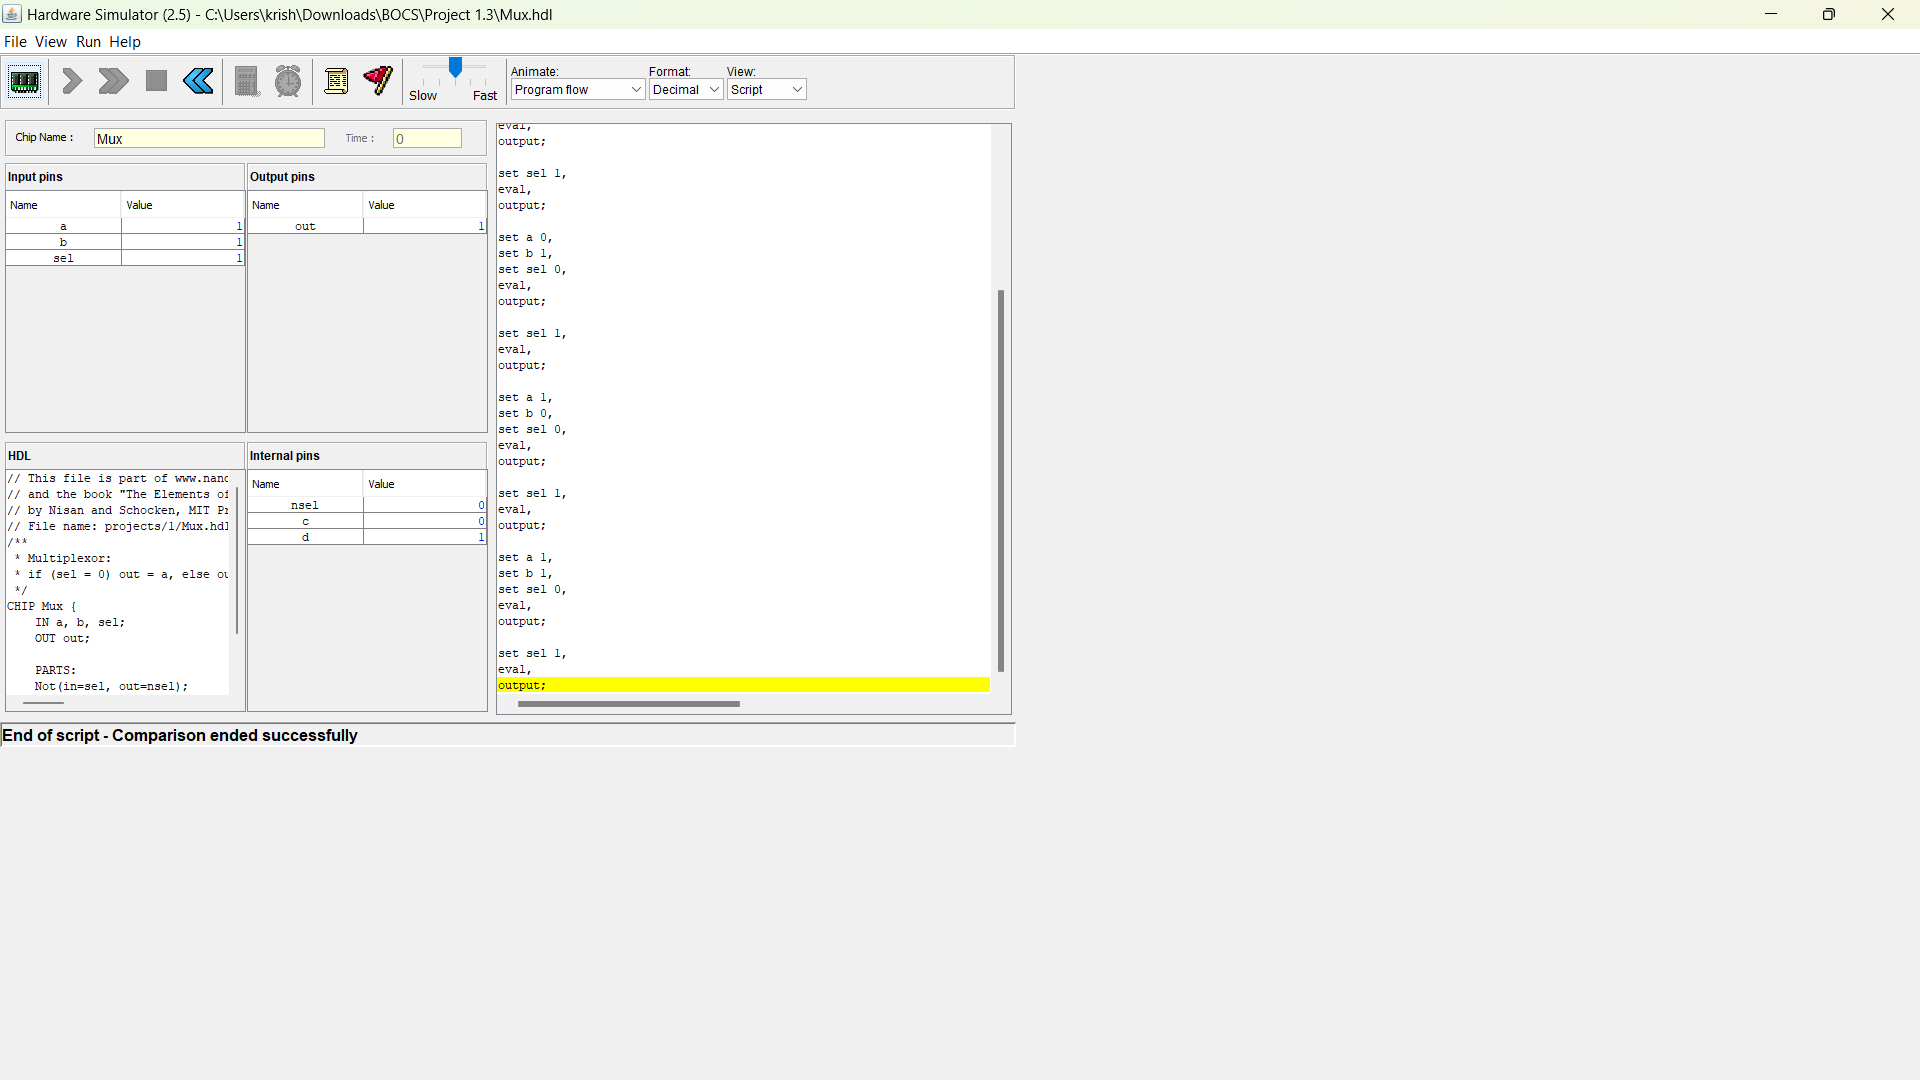 Hardware Simulator (2.5) - C:\Users\krish\Downloads\BOCS\Project 1.3\Mux.hdl
File View Run Help
Slow Fast
Animate:
Program flow
Format:
Decimal
View:
Script
Chip Name :
Mux
Time :
0
Input pins
Name Value
a 1
b 1
sel 1
Output pins
Name Value
out 1
HDL
// This file is part of www.nanc
// and the book "The Elements of
// by Nisan and Schocken, MIT Pr
// File name: projects/1/Mux.hdl
/**
* Multiplexor:
* if (sel = 0) out = a, else ou
*/
CHIP Mux {
IN a, b, sel;
OUT out;
PARTS:
Not(in=sel, out=nsel);
Internal pins
Name Value
nsel 0
c 0
d 1
eval,
output;
set sel 1,
eval,
output;
set a 0,
set b 1,
set sel 0,
eval,
output;
set sel 1,
eval,
output;
set a 1,
set b 0,
set sel 0,
eval,
output;
set sel 1,
eval,
output;
set a 1,
set b 1,
set sel 0,
eval,
output;
set sel 1,
eval,
output;
End of script - Comparison ended successfully